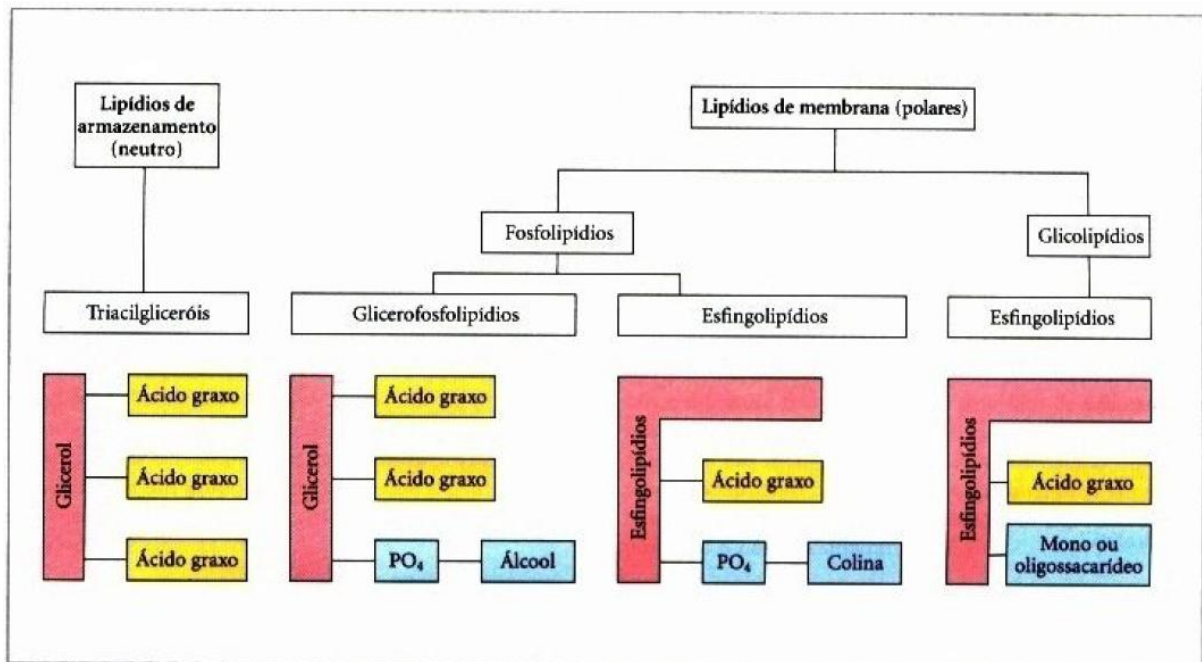 Lipídios de
armazenamento
(neutro)
Lipídios de membrana (polares)
Fosfolipídios
Glicolipídios
Triacilgliceróis
Glicerofosfolipídios
Esfingolipídios
Esfingolipídios
Glicerol
Ácido graxo
Ácido graxo
Ácido graxo
Glicerol
Ácido graxo
Ácido graxo
PO₄
Álcool
Esfingolipídios
Ácido graxo
PO₄
Colina
Esfingolipídios
Ácido graxo
Mono ou
oligossacarídeo